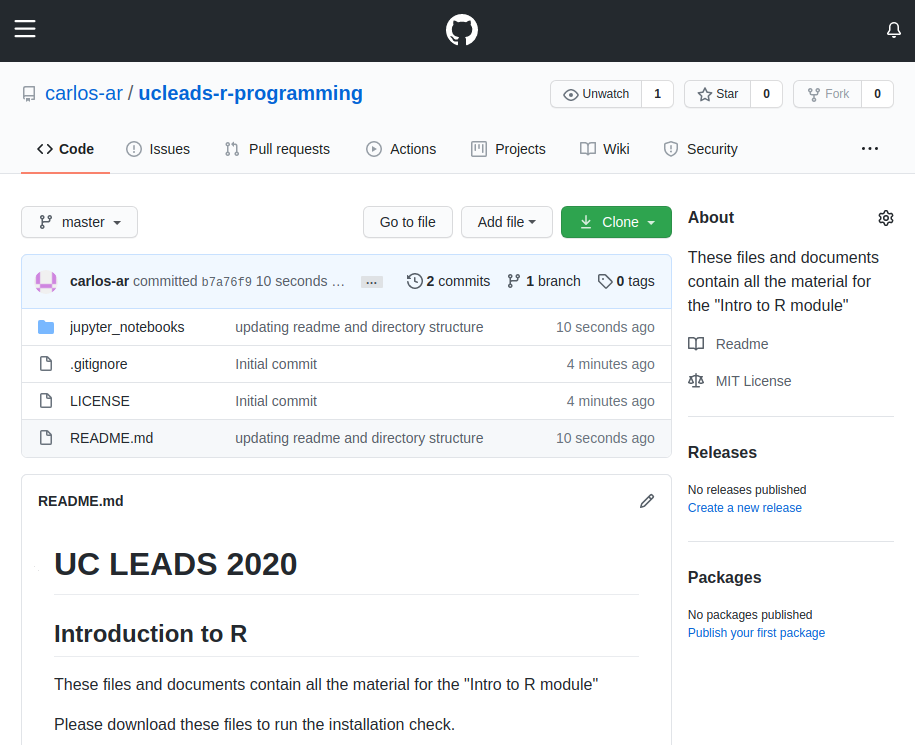 carlos-ar / ucleads-r-programming
Unwatch 1 Star 0 Fork 0
Code Issues Pull requests Actions Projects Wiki Security ...
master Go to file Add file Clone
carlos-ar committed b7a76f9 10 seconds … ... 2 commits 1 branch 0 tags
jupyter_notebooks updating readme and directory structure 10 seconds ago
.gitignore Initial commit 4 minutes ago
LICENSE Initial commit 4 minutes ago
README.md updating readme and directory structure 10 seconds ago
README.md
UC LEADS 2020
Introduction to R
These files and documents contain all the material for the "Intro to R module"
Please download these files to run the installation check.
About
These files and documents
contain all the material for
the "Intro to R module"
Readme
MIT License
Releases
No releases published
Create a new release
Packages
No packages published
Publish your first package